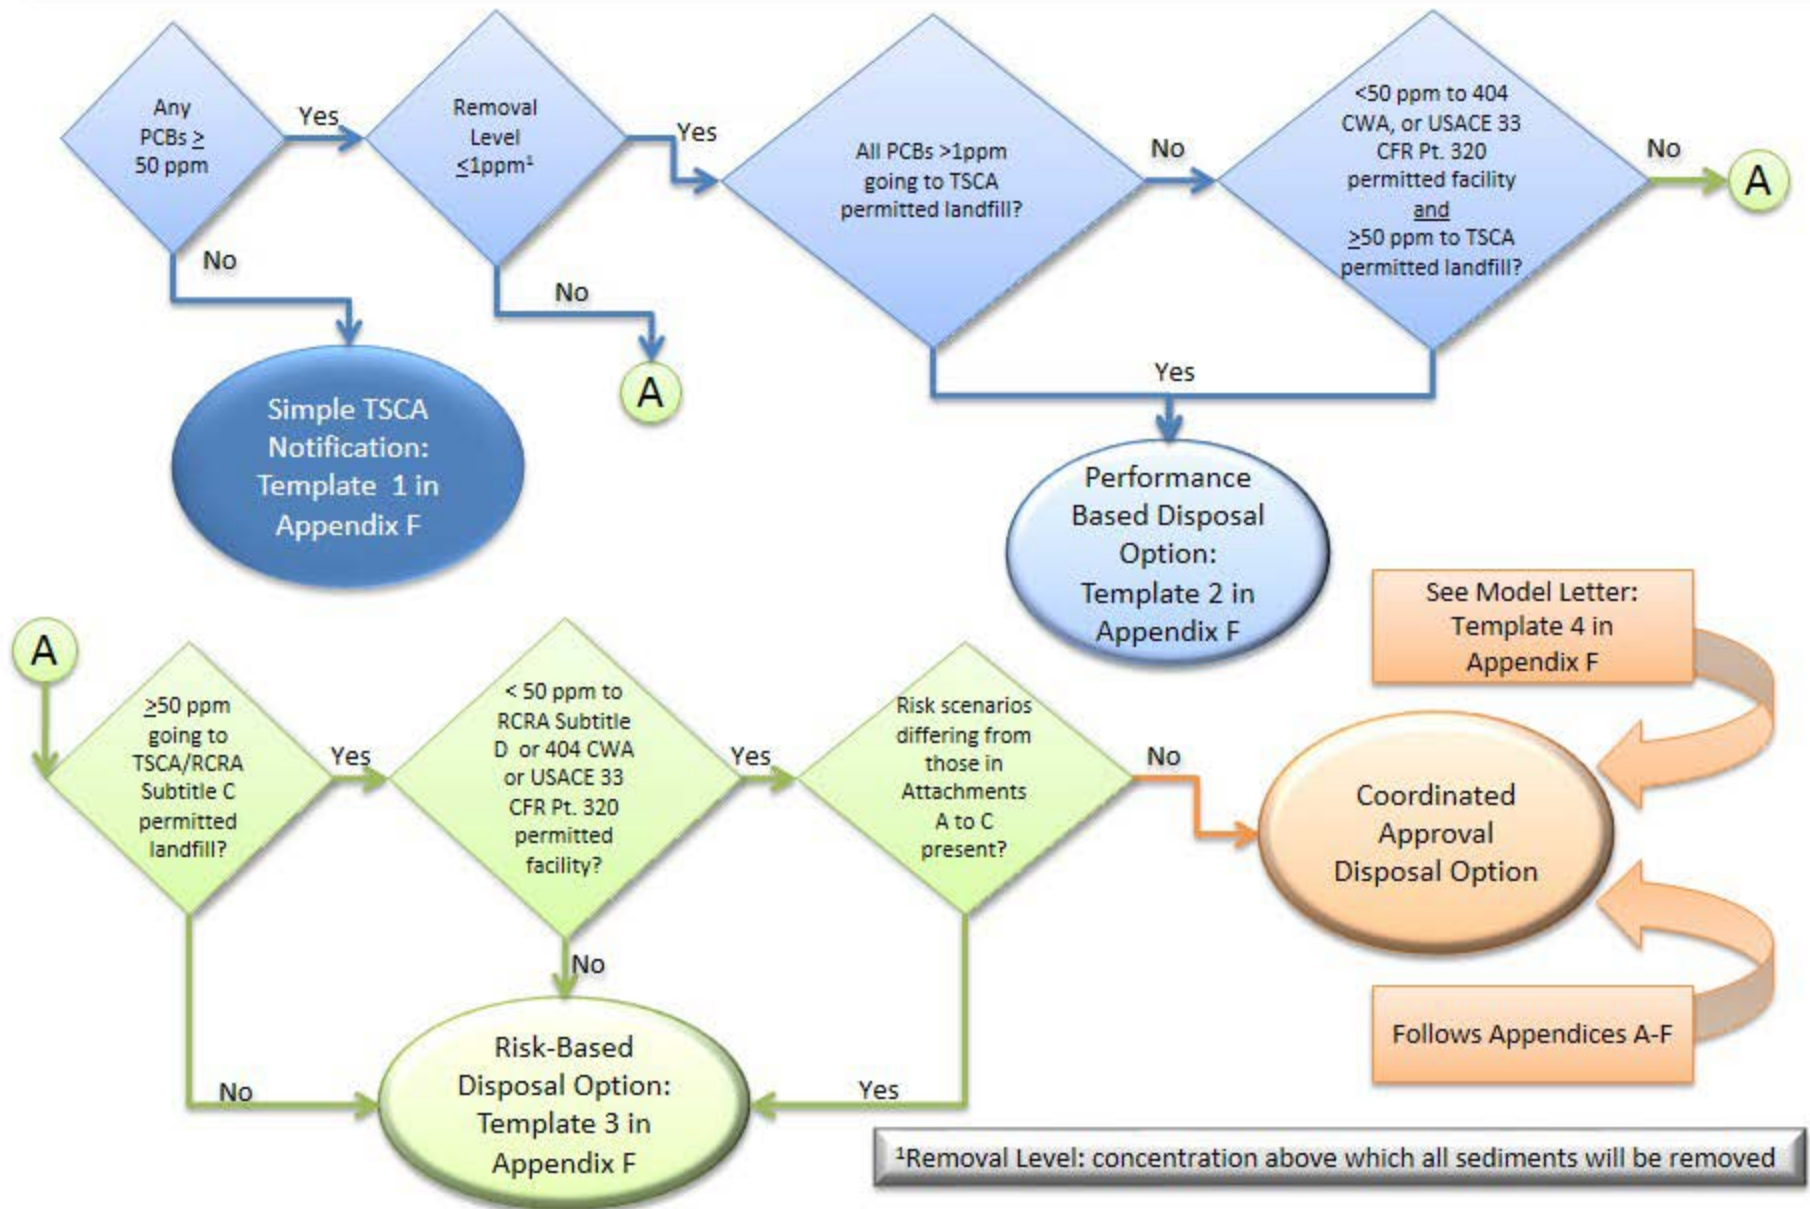 Any
PCBs ≥
50 ppm
Yes
No
Removal
Level
≤1ppm¹
Yes
No
A
All PCBs >1ppm
going to TSCA
permitted landfill?
No
<50 ppm to 404
CWA, or USACE 33
CFR Pt. 320
permitted facility
and
≥50 ppm to TSCA
permitted landfill?
No
A
Yes
Simple TSCA
Notification:
Template 1 in
Appendix F
Performance
Based Disposal
Option:
Template 2 in
Appendix F
A
≥50 ppm
going to
TSCA/RCRA
Subtitle C
permitted
landfill?
Yes
No
< 50 ppm to
RCRA Subtitle
D or 404 CWA
or USACE 33
CFR Pt. 320
permitted
facility?
Yes
No
Risk scenarios
differing from
those in
Attachments
A to C
present?
No
Yes
Risk-Based
Disposal Option:
Template 3 in
Appendix F
See Model Letter:
Template 4 in
Appendix F
Coordinated
Approval
Disposal Option
Follows Appendices A-F
¹Removal Level: concentration above which all sediments will be removed